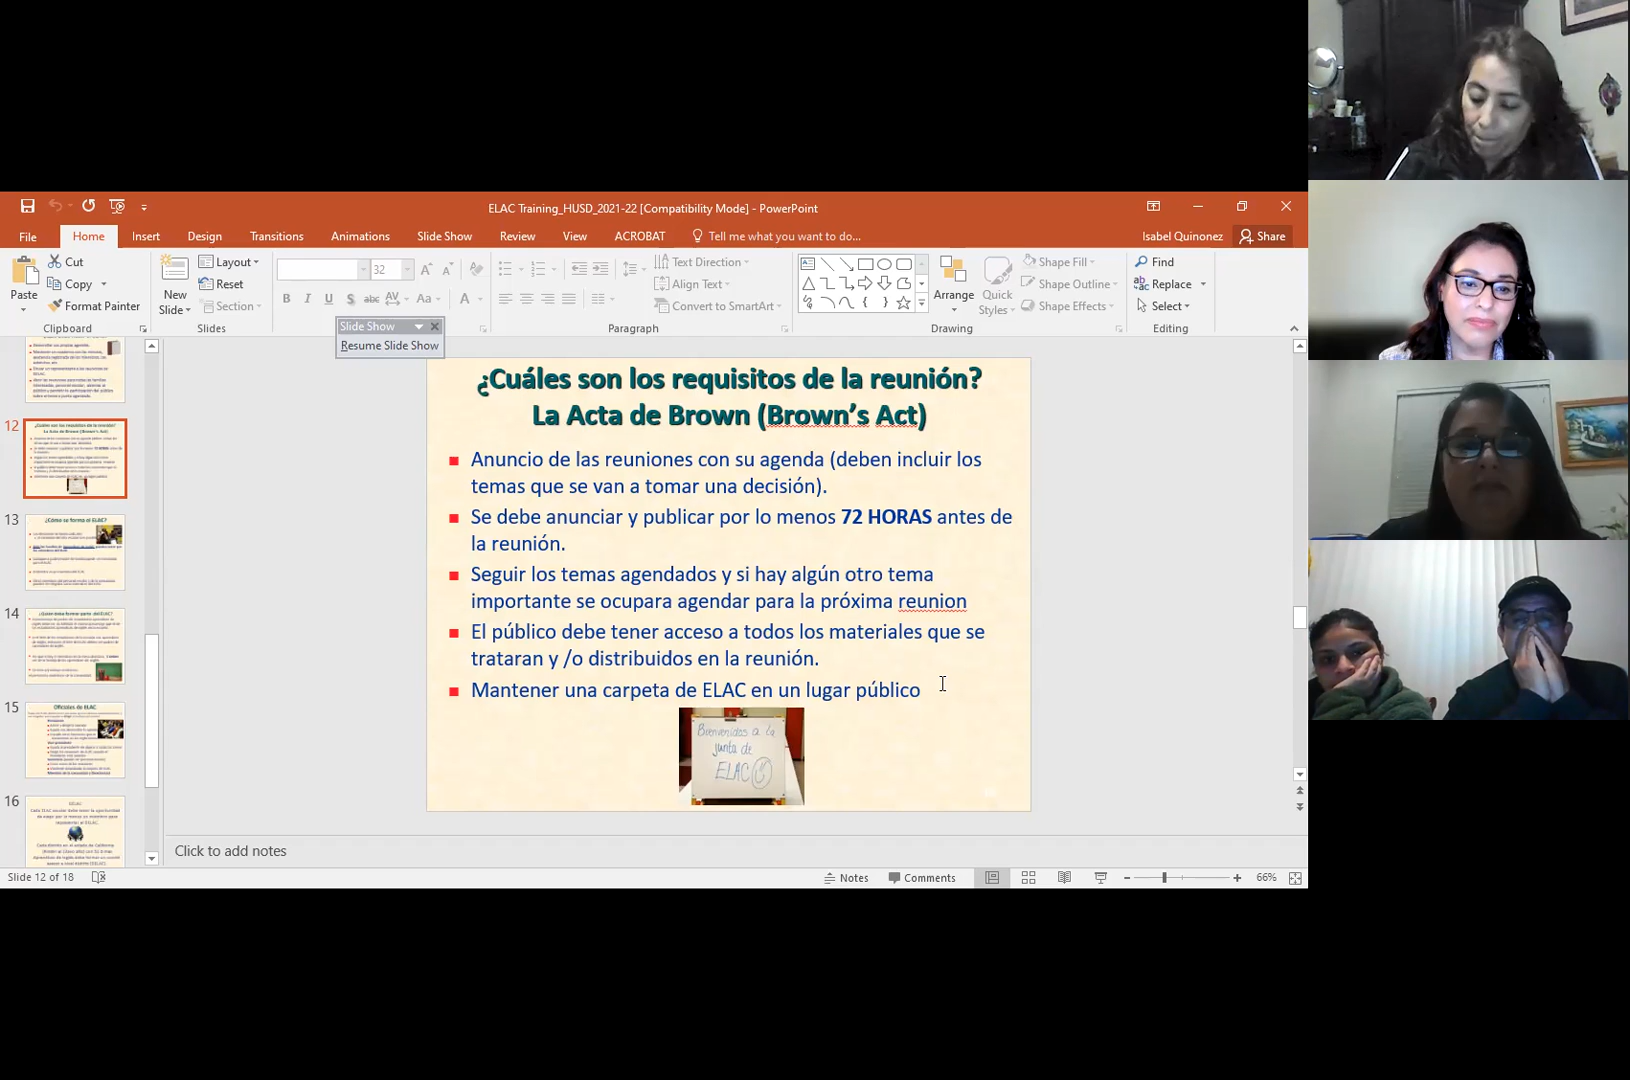 ELAC Training_HUSD_2021-22 [Compatibility Mode] - PowerPoint
File Home Insert Design Transitions Animations Slide Show Review View ACROBAT Tell me what you want to do... Isabel Quinonez Share
Cut
Copy
Format Painter
Paste
Clipboard
New Slide
Layout
Reset
Section
Slides
32
B I U S abc AV Aa A
Text Direction
Align Text
Convert to SmartArt
Paragraph
Arrange
Quick Styles
Shape Fill
Shape Outline
Shape Effects
Drawing
Find
Replace
Select
Editing
Slide Show
Resume Slide Show
12
13
¿Cómo se forma el ELAC?
14
15
Oficiales de ELAC
16
¿Cuáles son los requisitos de la reunión?
La Acta de Brown (Brown’s Act)
Anuncio de las reuniones con su agenda (deben incluir los
temas que se van a tomar una decisión).
Se debe anunciar y publicar por lo menos 72 HORAS antes de
la reunión.
Seguir los temas agendados y si hay algún otro tema
importante se ocupara agendar para la próxima reunion
El público debe tener acceso a todos los materiales que se
trataran y /o distribuidos en la reunión.
Mantener una carpeta de ELAC en un lugar público
Bienvenidos a la
junta de
ELAC
Click to add notes
Slide 12 of 18 Notes Comments 66%